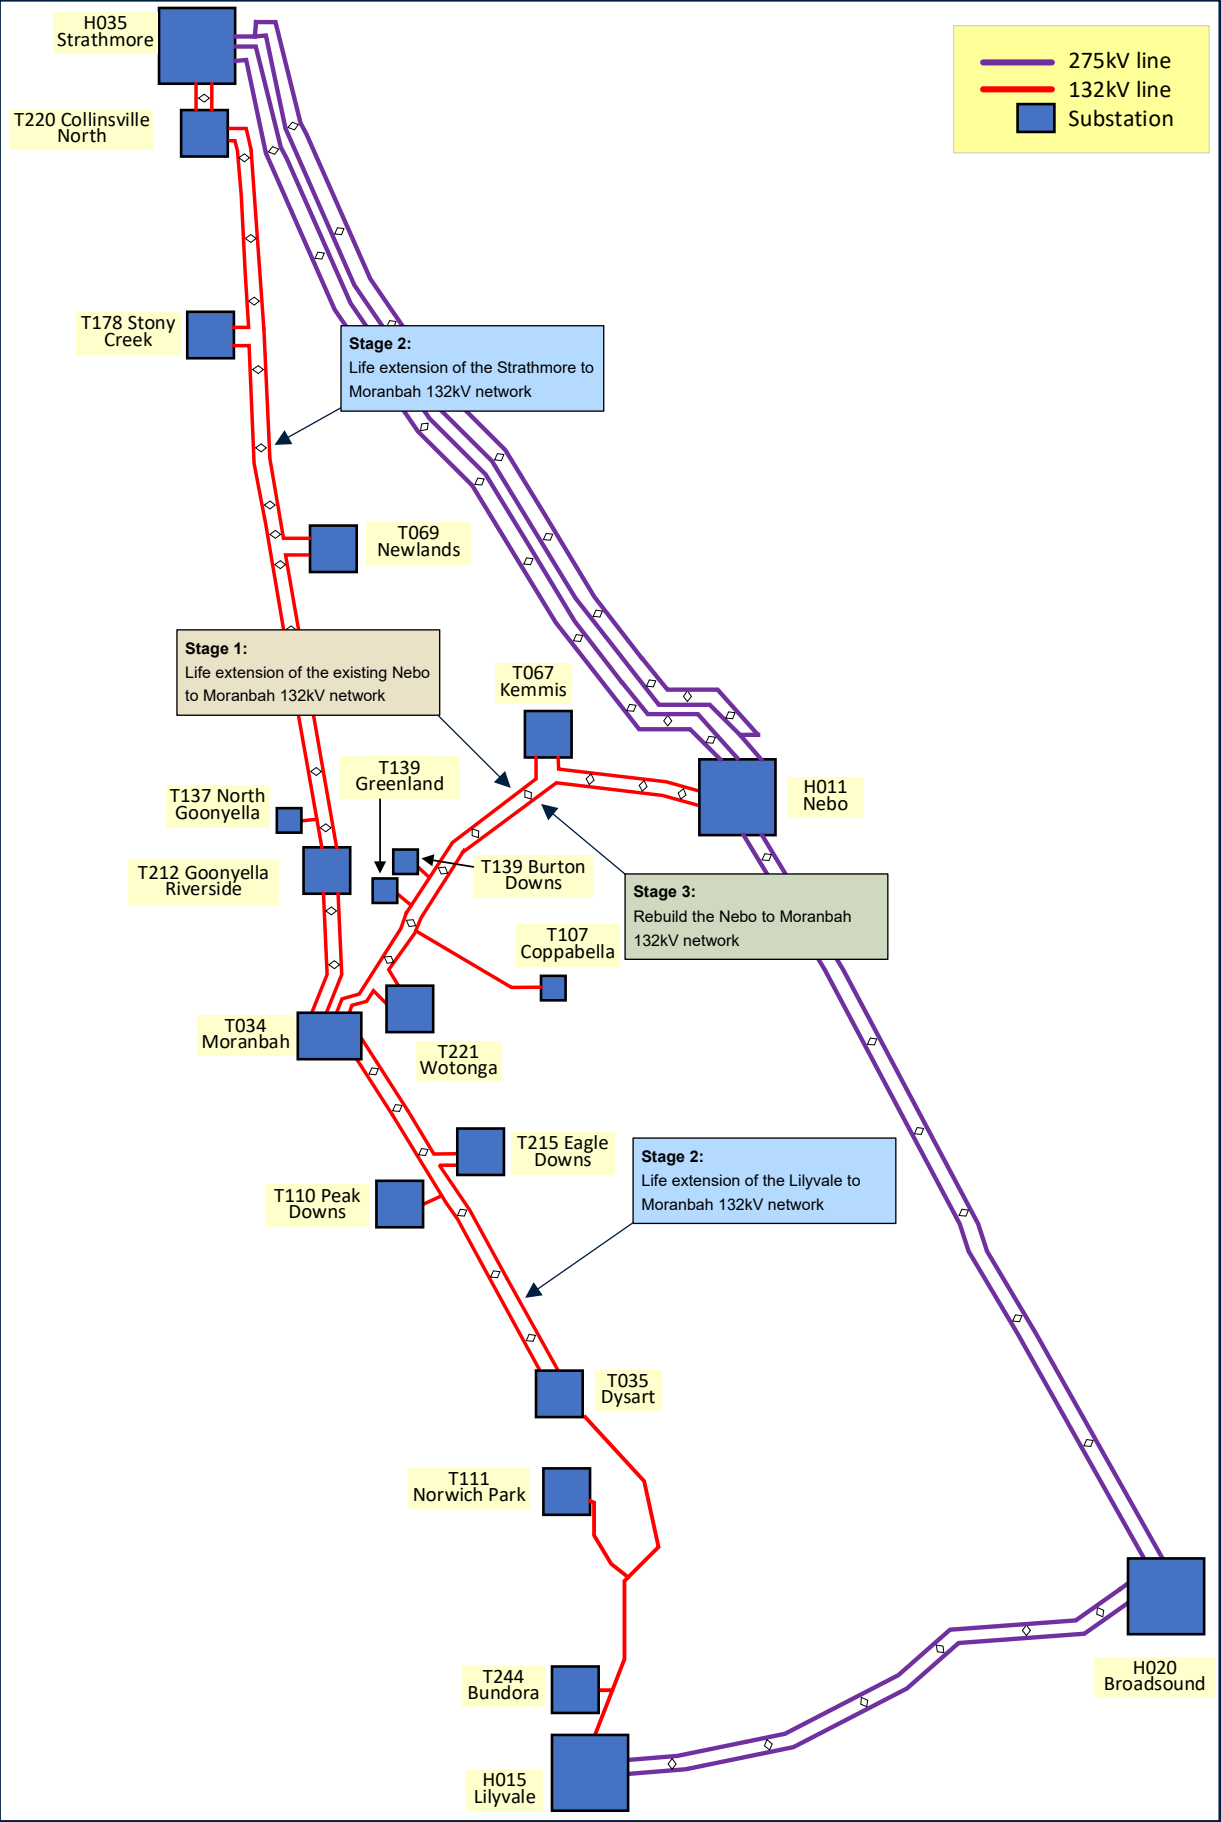 H035
Strathmore
275kV line
132kV line
Substation
T220 Collinsville
North
T178 Stony
Creek
Stage 2:
Life extension of the Strathmore to
Moranbah 132kV network
T069
Newlands
Stage 1:
Life extension of the existing Nebo
to Moranbah 132kV network
T067
Kemmis
T139
Greenland
T137 North
Goonyella
H011
Nebo
T212 Goonyella
Riverside
T139 Burton
Downs
Stage 3:
Rebuild the Nebo to Moranbah
132kV network
T107
Coppabella
T034
Moranbah
T221
Wotonga
T215 Eagle
Downs
Stage 2:
Life extension of the Lilyvale to
Moranbah 132kV network
T110 Peak
Downs
T035
Dysart
T111
Norwich Park
T244
Bundora
H020
Broadsound
H015
Lilyvale